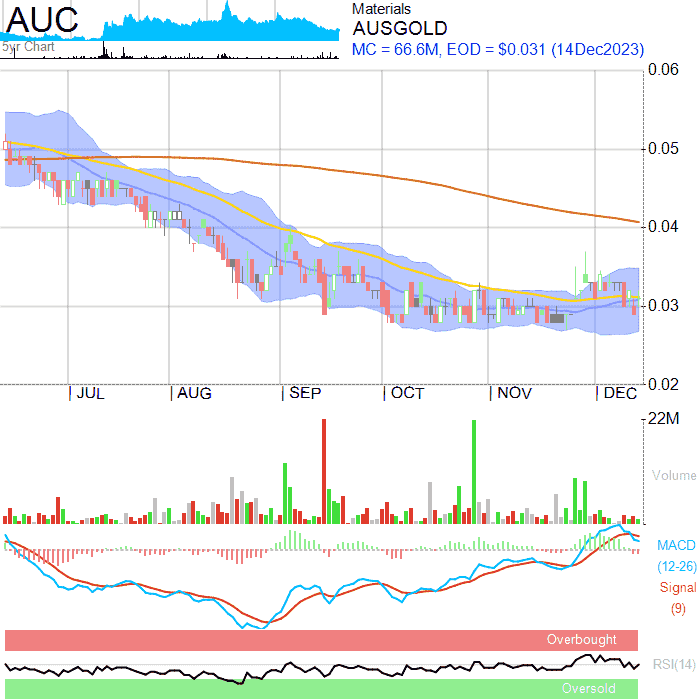 AUC
5yr Chart
Materials
AUSGOLD
MC = 66.6M, EOD = $0.031 (14Dec2023)
0.06
0.05
0.04
0.03
0.02
JUL AUG SEP OCT NOV DEC
22M
Volume
MACD
(12-26)
Signal
(9)
Overbought
RSI(14)
Oversold